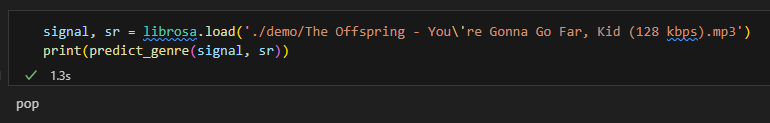 signal, sr = librosa.load('./demo/The Offspring - You\'re Gonna Go Far, Kid (128 kbps).mp3')
print(predict_genre(signal, sr))
✓ 1.3s
pop